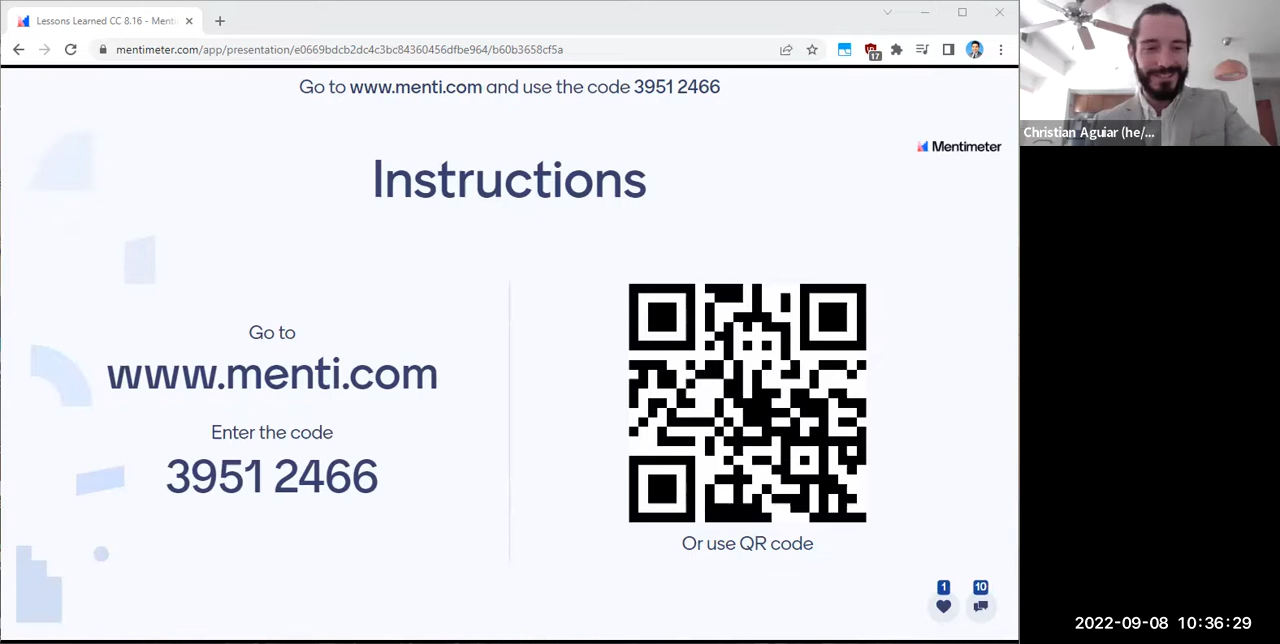 Lessons Learned CC 8.16 - Menti
mentimeter.com/app/presentation/e0669bdcb2dc4c3bc84360456dfbe964/b60b3658cf5a
17
Go to www.menti.com and use the code 3951 2466
Christian Aguiar (he/...
Mentimeter
Instructions
Go to
www.menti.com
Enter the code
3951 2466
Or use QR code
1 10
2022-09-08 10:36:29